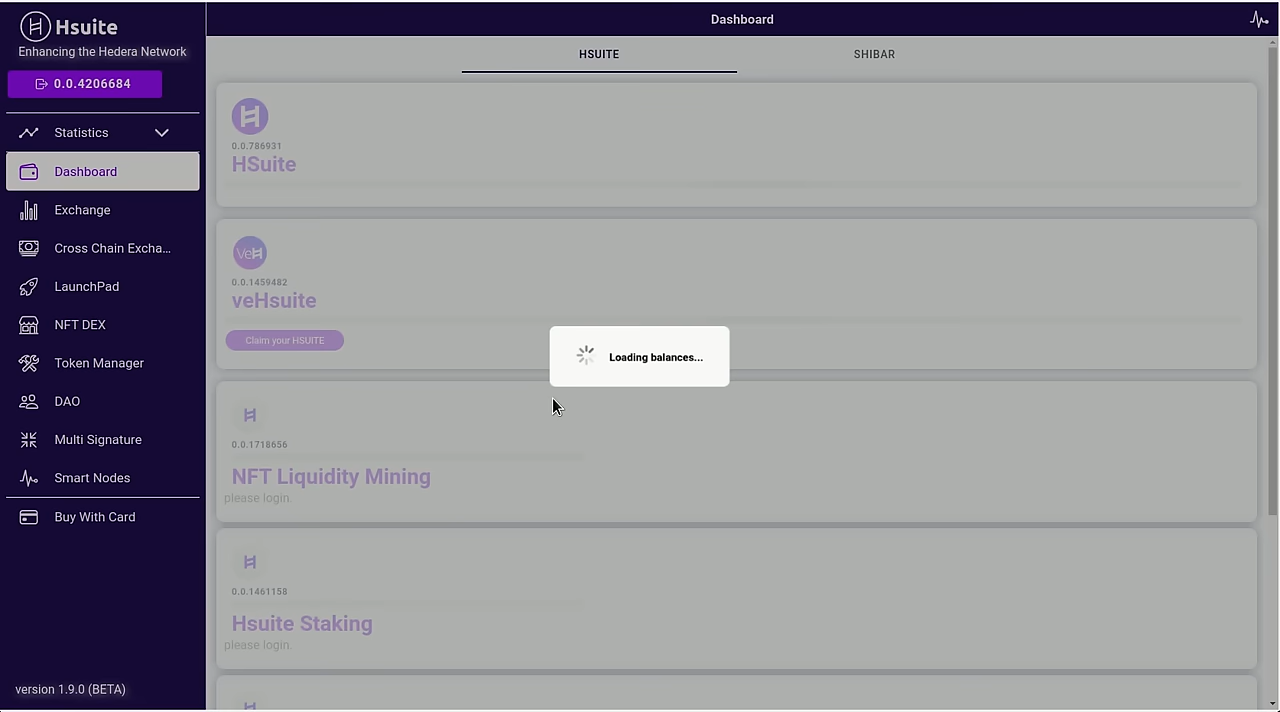 Hsuite
Enhancing the Hedera Network
0.0.4206684
Statistics
Dashboard
Exchange
Cross Chain Excha...
LaunchPad
NFT DEX
Token Manager
DAO
Multi Signature
Smart Nodes
Buy With Card
version 1.9.0 (BETA)
Dashboard
HSUITE SHIBAR
0.0.786931
HSuite
VeH
0.0.1459482
veHsuite
Claim your HSUITE
Loading balances...
0.0.1718656
NFT Liquidity Mining
please login.
0.0.1461158
Hsuite Staking
please login.